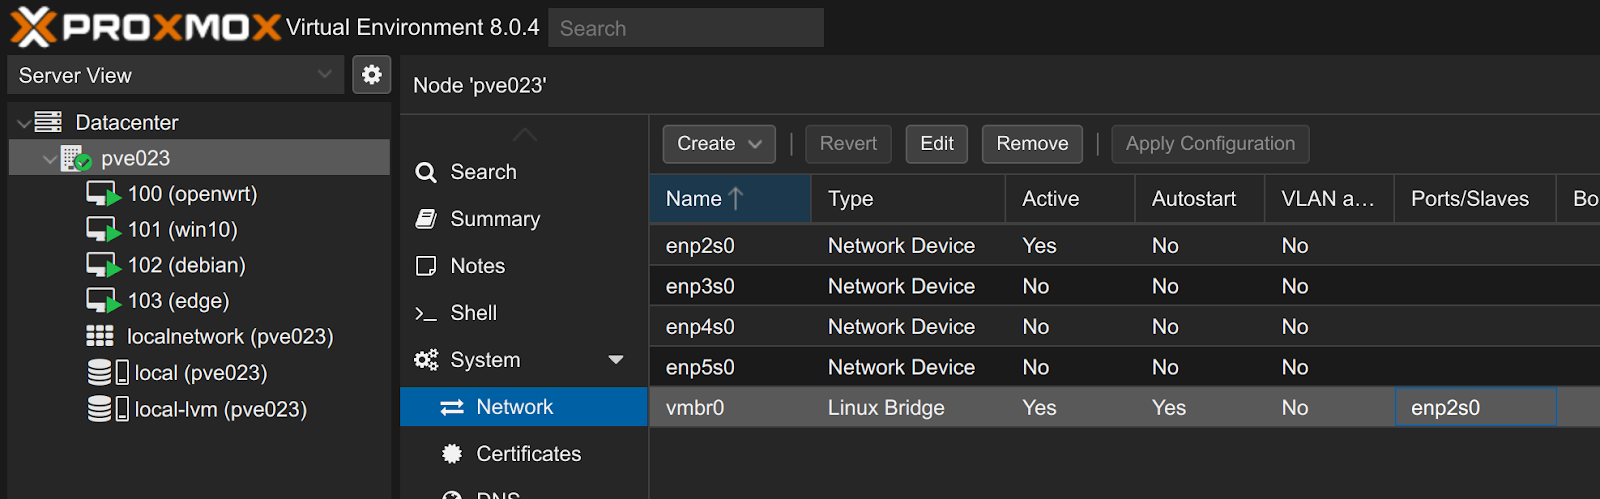 PROXMOX Virtual Environment 8.0.4 Search
Server View
Datacenter
pve023
100 (openwrt)
101 (win10)
102 (debian)
103 (edge)
localnetwork (pve023)
local (pve023)
local-lvm (pve023)
Node 'pve023'
Search
Summary
Notes
Shell
System
Network
Certificates
DNS
Create Revert Edit Remove Apply Configuration
Name Type Active Autostart VLAN a... Ports/Slaves Bo
enp2s0 Network Device Yes No No
enp3s0 Network Device No No No
enp4s0 Network Device No No No
enp5s0 Network Device No No No
vmbr0 Linux Bridge Yes Yes No enp2s0